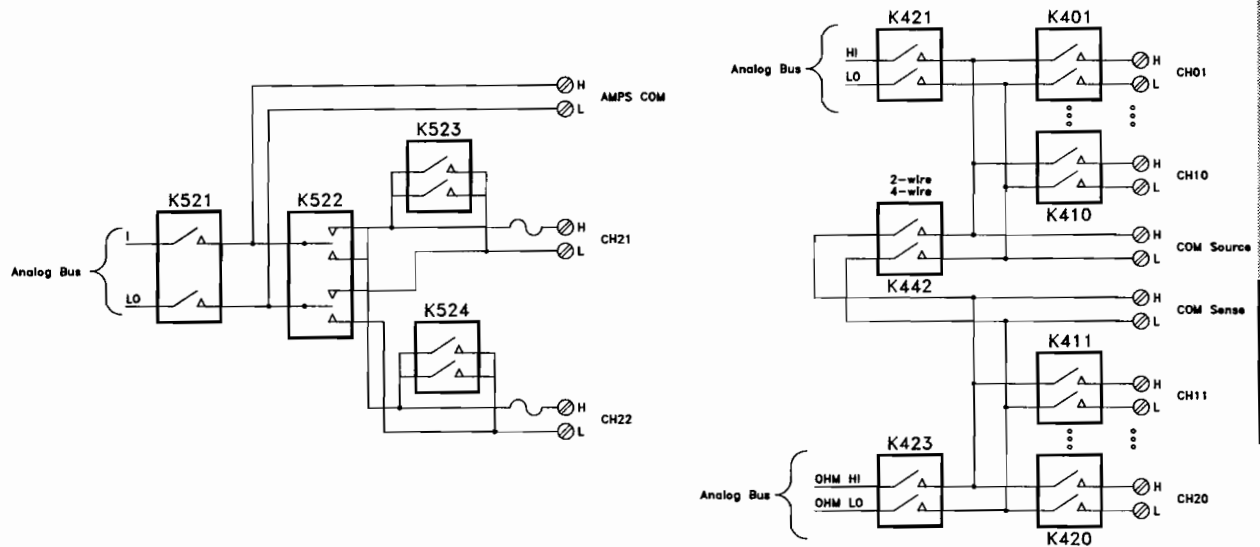 AMPS COM
H
L
K523
K521
K522
H
L
CH21
Analog Bus
I
LO
K524
H
L
CH22
K421
K401
Analog Bus
HI
LO
H
L
CH01
H
L
CH10
K410
2-wire
4-wire
K442
H
L
COM Source
H
L
COM Sense
K411
H
L
CH11
K423
Analog Bus
OHM HI
OHM LO
H
L
CH20
K420